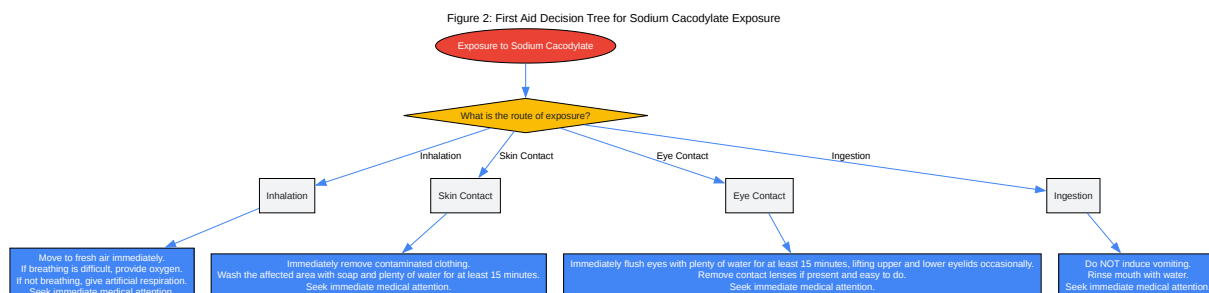 Figure 2: First Aid Decision Tree for Sodium Cacodylate Exposure
Exposure to Sodium Cacodylate
What is the route of exposure?
Inhalation
Skin Contact
Eye Contact
Ingestion
Inhalation
Skin Contact
Eye Contact
Ingestion
Move to fresh air immediately.
If breathing is difficult, provide oxygen.
If not breathing, give artificial respiration.
Seek immediate medical attention.
Immediately remove contaminated clothing.
Wash the affected area with soap and plenty of water for at least 15 minutes.
Seek immediate medical attention.
Immediately flush eyes with plenty of water for at least 15 minutes, lifting upper and lower eyelids occasionally.
Remove contact lenses if present and easy to do.
Seek immediate medical attention.
Do NOT induce vomiting.
Rinse mouth with water.
Seek immediate medical attention.